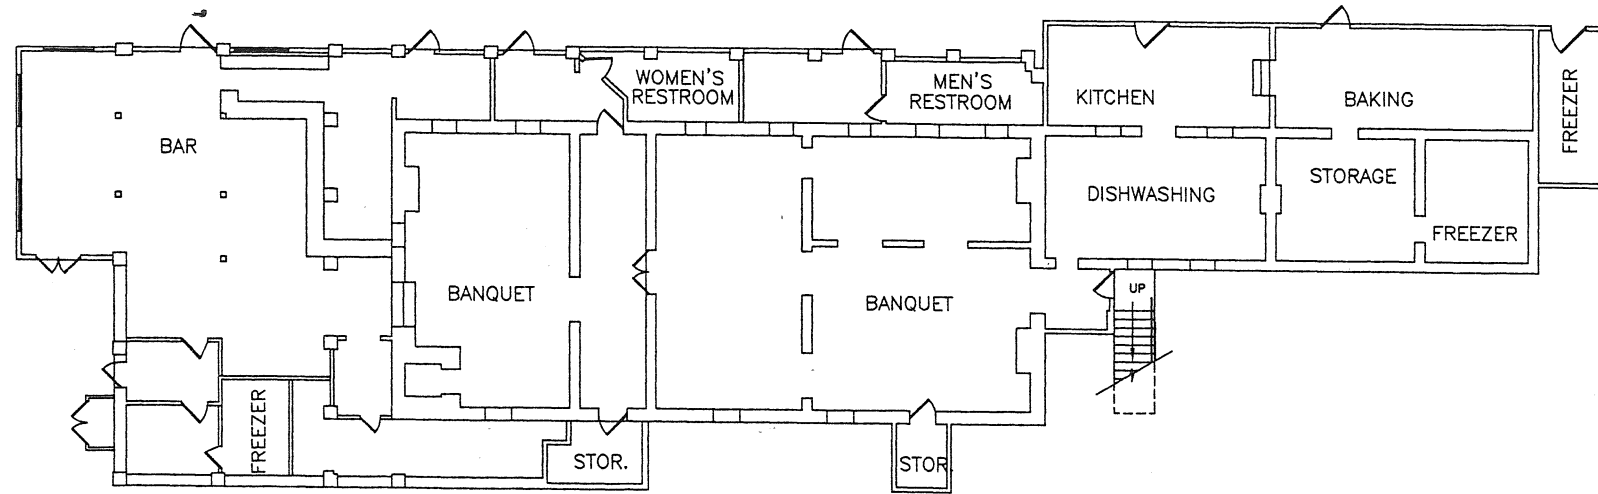 WOMEN'S
RESTROOM
MEN'S
RESTROOM
KITCHEN
BAKING
FREEZER
BAR
DISHWASHING
STORAGE
FREEZER
BANQUET
BANQUET
UP
FREEZER
STOR.
STOR.